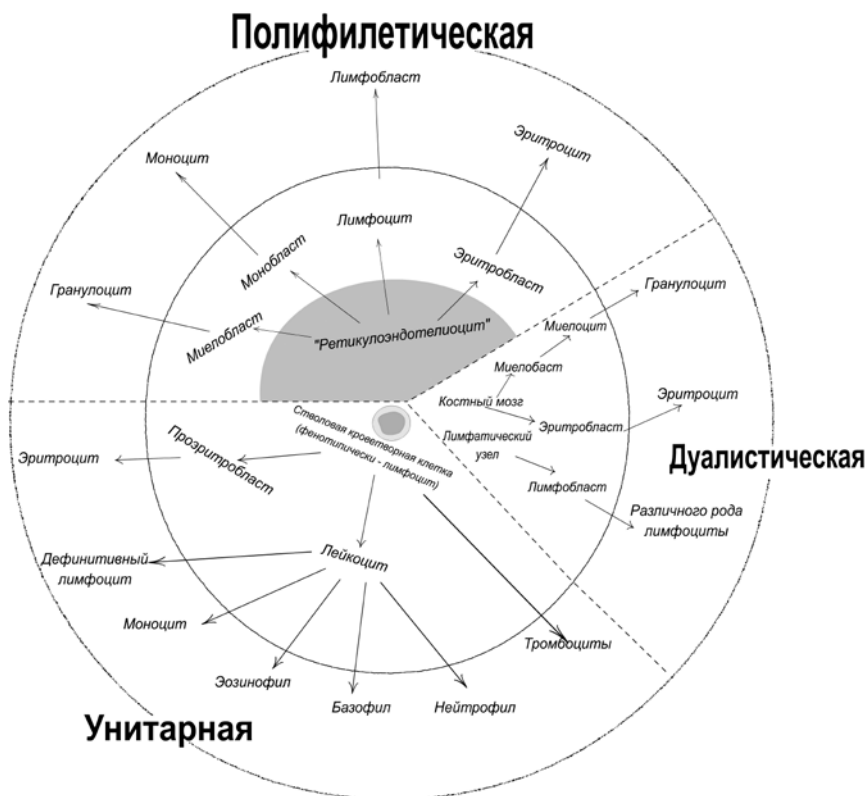 Полифилетическая
Лимфобласт
Эритроцит
Моноцит
Лимфоцит
Монобласт
Эритробласт
Гранулоцит
Миелобласт
"Ретикулоэндотелиоцит"
Гранулоцит
Миелоцит
Миелобаст
Костный мозг
Эритробласт
Эритроцит
Лимфатический
узел
Лимфобласт
Различного рода
лимфоциты
Дуалистическая
Стволовая кроветворная клетка
(фенотипически - лимфоцит)
Проэритробласт
Эритроцит
Лейкоцит
Дефинитивный
лимфоцит
Моноцит
Эозинофил
Базофил
Нейтрофил
Тромбоциты
Унитарная